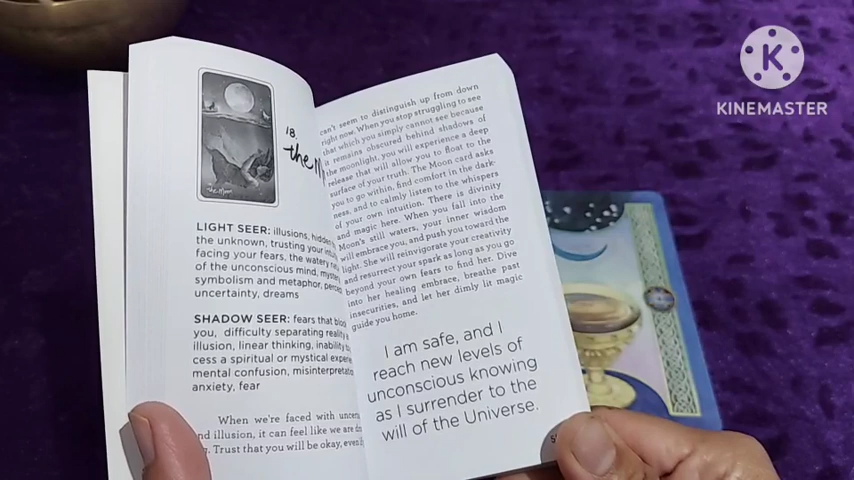 the Moon
18.
the
LIGHT SEER: illusions,
the unknown, trusting your
facing your fears, the watery
of the unconscious mind,
symbolism and metaphor,
uncertainty, dreams
SHADOW SEER: fears that
you, difficulty separating
illusion, linear thinking,
a spiritual or mystical
mental confusion,
anxiety, fear
When we're faced with
illusion, it can feel like we are
Trust that you will be okay,
can't seem to distinguish up from down
right now. When you stop struggling to see
that which you simply cannot see because
it remains obscured behind shadows of
the moonlight, you will experience a deep
release that will allow you to float to the
surface of your truth. The Moon card asks
you to go within, find comfort in the dark-
ness, and to calmly listen to the whispers
of your own intuition. There is divinity
and magic here. When you fall into the
Moon's still waters, your inner wisdom
will embrace you, and push you toward the
light. She will reinvigorate your creativity
and resurrect your spark as long as you go
beyond your own fears to find her. Dive
into her healing embrace, breathe past
insecurities, and let her dimly lit magic
guide you home.
I am safe, and I
reach new levels of
unconscious knowing
as I surrender to the
will of the Universe.
K
KINEMASTER